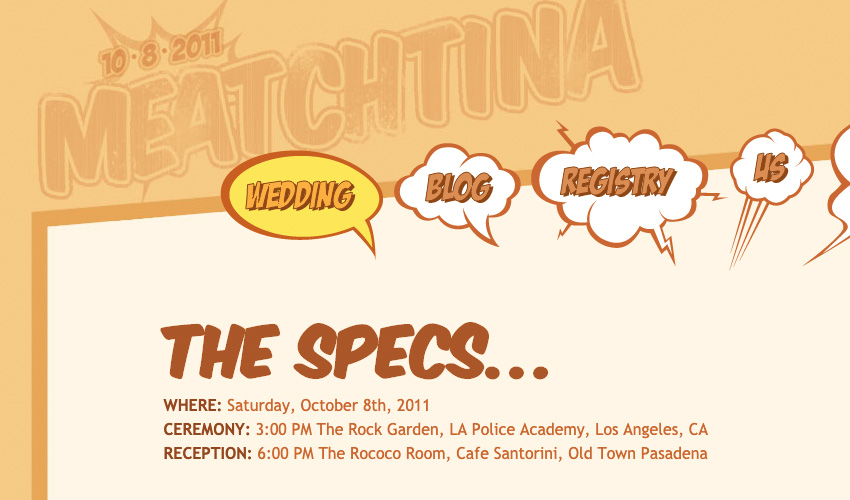 10·8·2011
MEATCHTINA
WEDDING
BLOG
REGISTRY
US
THE SPECS...
WHERE: Saturday, October 8th, 2011
CEREMONY: 3:00 PM The Rock Garden, LA Police Academy, Los Angeles, CA
RECEPTION: 6:00 PM The Rococo Room, Cafe Santorini, Old Town Pasadena